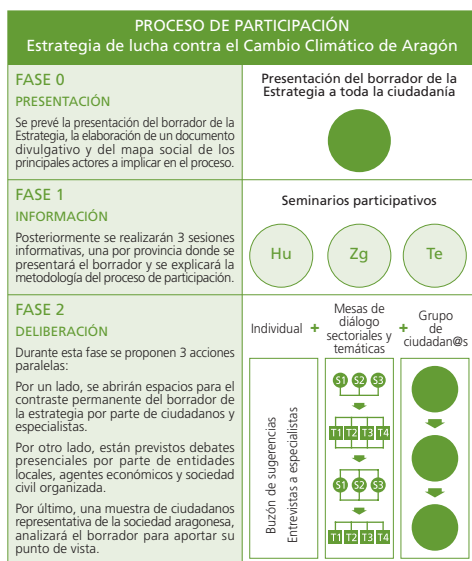 PROCESO DE PARTICIPACIÓN
Estrategia de lucha contra el Cambio Climático de Aragón
FASE 0
PRESENTACIÓN
Se prevé la presentación del borrador de la
Estrategia, la elaboración de un documento
divulgativo y del mapa social de los
principales actores a implicar en el proceso.
Presentación del borrador de la
Estrategia a toda la ciudadanía
FASE 1
INFORMACIÓN
Posteriormente se realizarán 3 sesiones
informativas, una por provincia donde se
presentará el borrador y se explicará la
metodología del proceso de participación.
Seminarios participativos
Hu
Zg
Te
FASE 2
DELIBERACIÓN
Durante esta fase se proponen 3 acciones
paralelas:
Por un lado, se abrirán espacios para el
contraste permanente del borrador de
la estrategia por parte de ciudadanos y
especialistas.
Por otro lado, están previstos debates
presenciales por parte de entidades
locales, agentes económicos y sociedad
civil organizada.
Por último, una muestra de ciudadanos
representativa de la sociedad aragonesa,
analizará el borrador para aportar su
punto de vista.
Individual +
Mesas de
diálogo
sectoriales y
temáticas
+
Grupo
de
ciudadan@s
Buzón de sugerencias
Entrevistas a especialistas
S1 S2 S3
T1 T2 T3 T4
S1 S2 S3
T1 T2 T3 T4